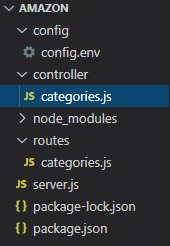 AMAZON
config
config.env
controller
JS categories.js
node_modules
routes
JS categories.js
JS server.js
{} package-lock.json
{} package.json